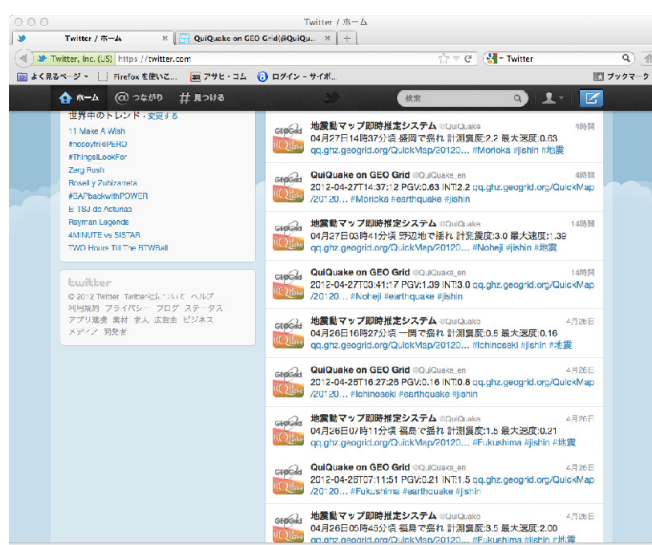 Twitter / ホーム
Twitter / ホーム
QuiQuake on GEO Grid(@QuiQu...
Twitter, Inc. (US) https://twitter.com
Twitter
よく見るページ
Firefox を使いこ...
アサヒ・コム
ログイン - サイボ...
ブックマーク
ホーム
@ つながり
# 見つける
検索
世界中のトレンド · 変更する
11 Make A Wish
#ThingsILookFor
Zerg Rush
Rosell y Zubizarreta
#GAPbackwithPOWER
El TSJ de Asturias
Rayman Legends
4MINUTE vs SISTAR
TWO Hours Till The BTWBall
twitter
© 2012 Twitter Twitterについて ヘルプ
利用規約 プライバシー ブログ ステータス
アプリ連携 素材 求人 広告主 ビジネス
メディア 開発者
地震動マップ即時推定システム @QuiQuake 4時間
04月27日14時37分頃 盛岡で揺れ 計測震度:2.2 最大速度:0.63
qq.ghz.geogrid.org/QuickMap/20120... #Morioka #jishin #地震
QuiQuake on GEO Grid @QuiQuake_en 4時間
2012-04-27T14:37:12 PGV:0.63 INT:2.2 qq.ghz.geogrid.org/QuickMap
/20120... #Morioka #earthquake #jishin
地震動マップ即時推定システム @QuiQuake 14時間
04月27日03時41分頃 野辺地で揺れ 計測震度:3.0 最大速度:1.39
qq.ghz.geogrid.org/QuickMap/20120... #Noheji #jishin #地震
QuiQuake on GEO Grid @QuiQuake_en 14時間
2012-04-27T03:41:17 PGV:1.39 INT:3.0 qq.ghz.geogrid.org/QuickMap
/20120... #Noheji #earthquake #jishin
地震動マップ即時推定システム @QuiQuake 4月26日
04月26日16時27分頃 一関で揺れ 計測震度:0.8 最大速度:0.16
qq.ghz.geogrid.org/QuickMap/20120... #Ichinoseki #jishin #地震
QuiQuake on GEO Grid @QuiQuake_en 4月26日
2012-04-26T16:27:26 PGV:0.16 INT:0.8 qq.ghz.geogrid.org/QuickMap
/20120... #Ichinoseki #earthquake #jishin
地震動マップ即時推定システム @QuiQuake 4月26日
04月26日07時11分頃 福島で揺れ 計測震度:1.5 最大速度:0.21
qq.ghz.geogrid.org/QuickMap/20120... #Fukushima #jishin #地震
QuiQuake on GEO Grid @QuiQuake_en 4月26日
2012-04-26T07:11:51 PGV:0.21 INT:1.5 qq.ghz.geogrid.org/QuickMap
/20120... #Fukushima #earthquake #jishin
地震動マップ即時推定システム @QuiQuake 4月26日
04月26日05時45分頃 福島で揺れ 計測震度:3.5 最大速度:2.00
qq.ghz.geogrid.org/QuickMap/20120... #Fukushima #jishin #地震